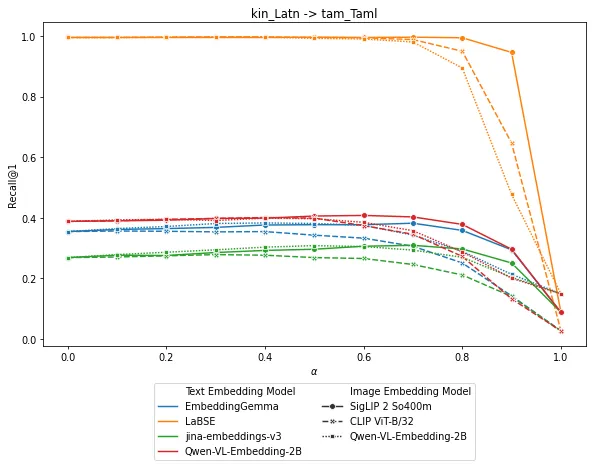 kin_Latn -> tam_Taml
Recall@1
1.0
0.8
0.6
0.4
0.2
0.0
0.0 0.2 0.4 0.6 0.8 1.0
α
Text Embedding Model
EmbeddingGemma
LaBSE
jina-embeddings-v3
Qwen-VL-Embedding-2B
Image Embedding Model
SigLIP 2 So400m
CLIP ViT-B/32
Qwen-VL-Embedding-2B